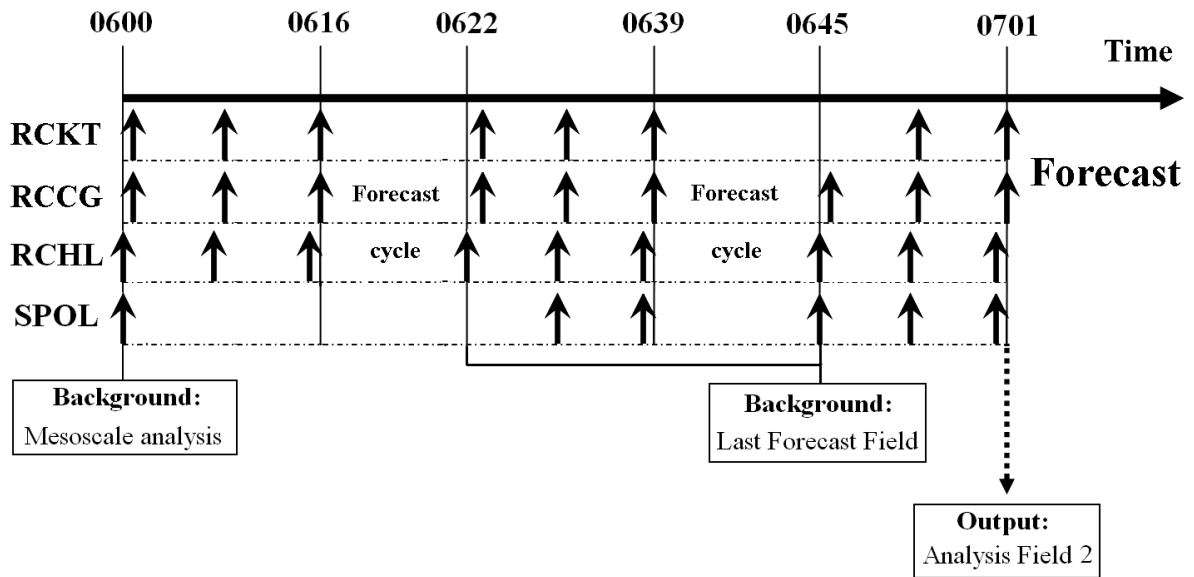 0600 0616 0622 0639 0645 0701
Time
RCKT
Forecast
RCCG Forecast Forecast
RCHL cycle cycle
SPOL
Background:
Mesoscale analysis
Background:
Last Forecast Field
Output:
Analysis Field 2